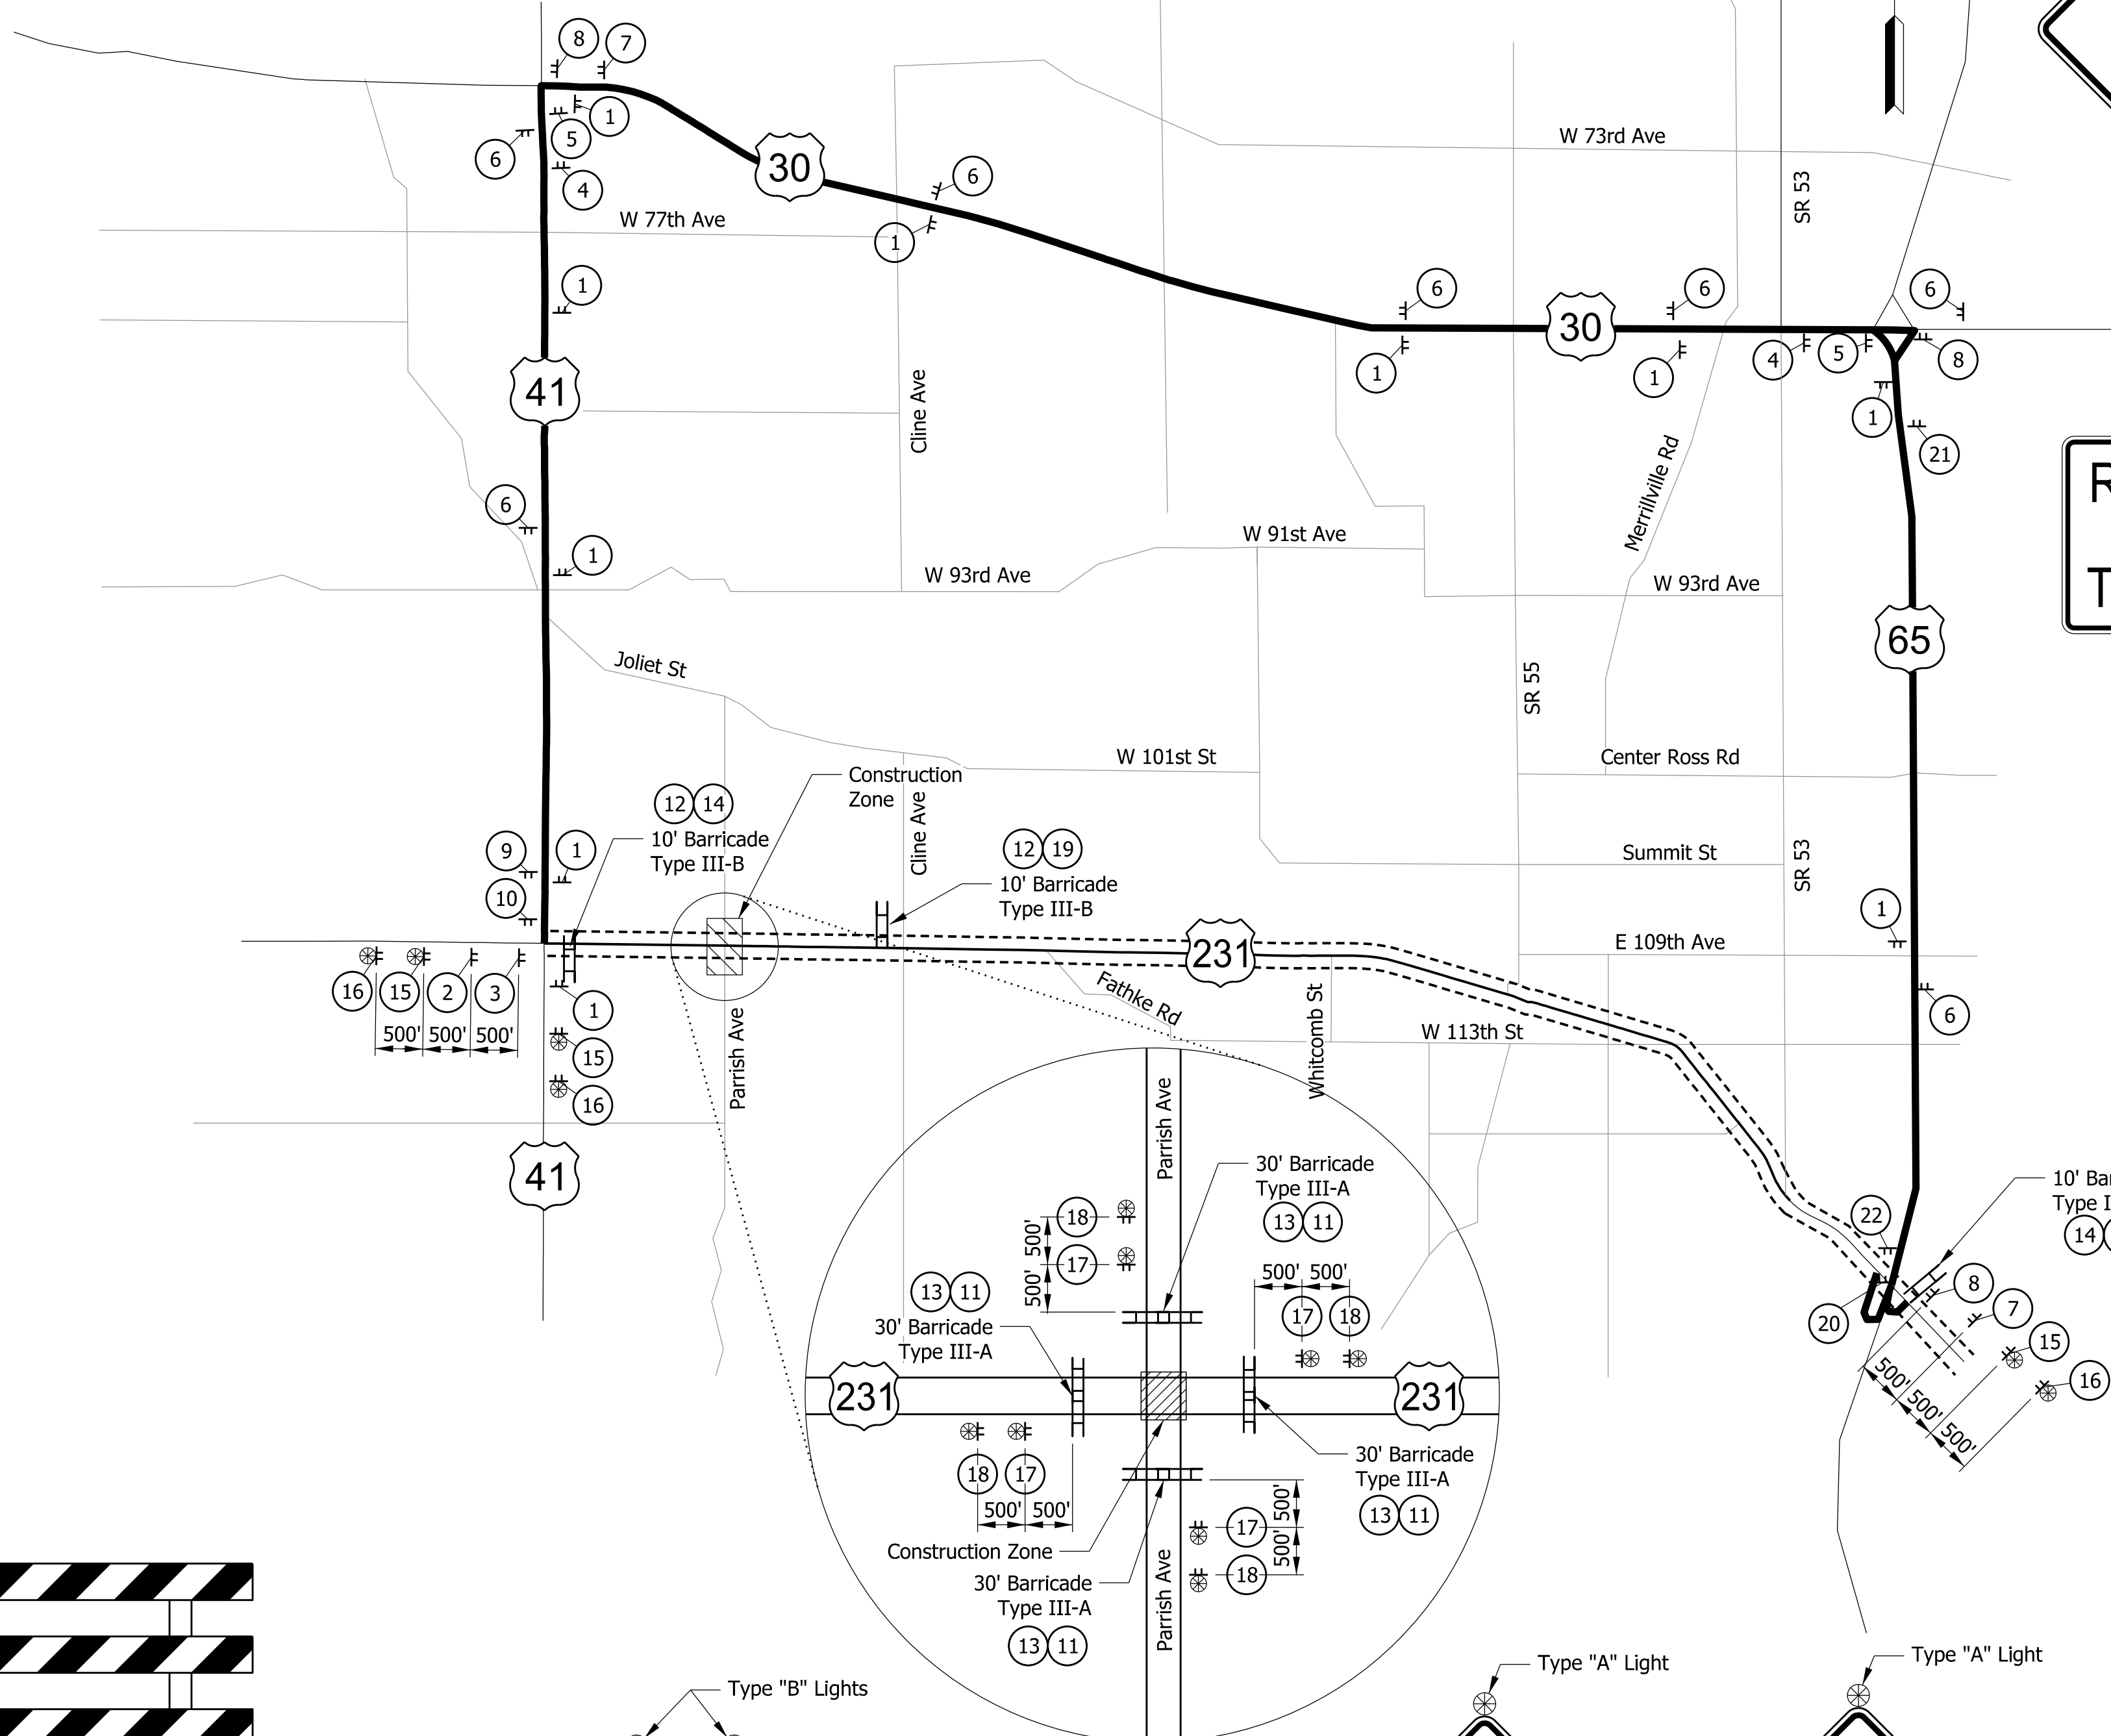 8
7
1
5
6
4
30
6
W 73rd Ave
SR 53
W 77th Ave
1
1
6
6
6
30
1
1
4
5
8
41
Cline Ave
1
21
Merrillville Rd
R
T
6
1
W 91st Ave
W 93rd Ave
W 93rd Ave
65
Joliet St
SR 55
W 101st St
Center Ross Rd
Construction
Zone
12 14
10' Barricade
Type III-B
Cline Ave
12 19
10' Barricade
Type III-B
9
1
10
Summit St
SR 53
1
231
E 109th Ave
16
15
2
3
500'
500'
500'
1
15
16
41
Parrish Ave
Fathke Rd
Whitcomb St
W 113th St
6
Parrish Ave
30' Barricade
Type III-A
13 11
18
17
500'
500'
500'
500'
17
18
13 11
30' Barricade
Type III-A
231
231
18
17
500'
500'
30' Barricade
Type III-A
13 11
17
18
500'
500'
Construction Zone
30' Barricade
Type III-A
13 11
Parrish Ave
10' Bar
Type I
14
22
8
7
20
15
16
500'
500'
500'
Type "B" Lights
Type "A" Light
Type "A" Light